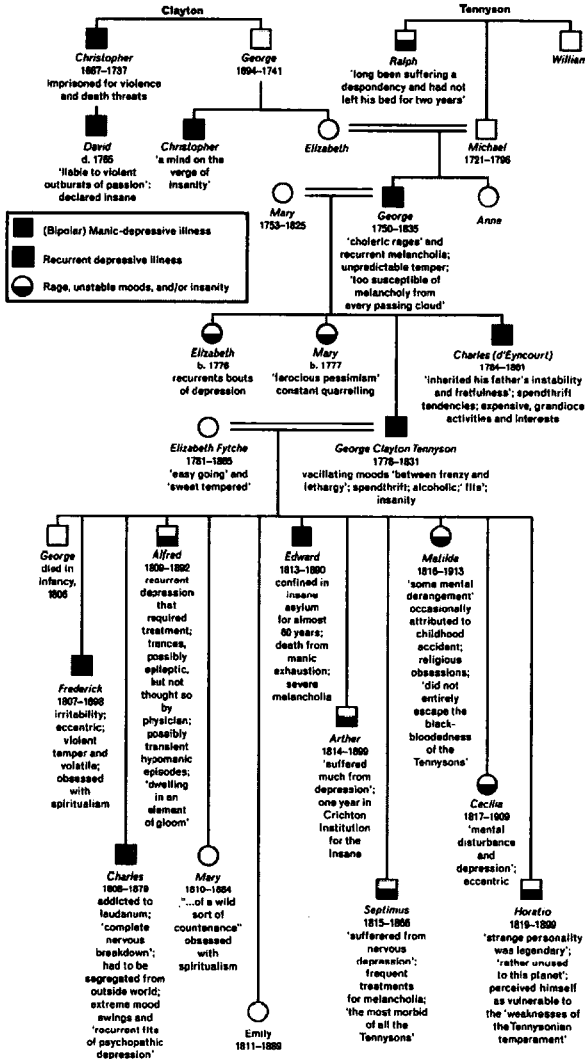 Clayton
Tennyson
Christopher
1667–1737
imprisoned for violence
and death threats
George
1694–1741
Ralph
'long been suffering a
despondency and had not
left his bed for two years'
Willian
David
d. 1765
'liable to violent
outbursts of passion';
declared insane
Christopher
'a mind on the
verge of
insanity'
Elizabeth
Michael
1721–1796
Mary
1753–1825
George
1750–1835
'choleric rages' and
recurrent melancholia;
unpredictable temper;
'too susceptible of
melancholy from
every passing cloud'
Anne
(Bipolar) Manic-depressive illness
Recurrent depressive illness
Rage, unstable moods, and/or insanity
Elizabeth
b. 1776
recurrents bouts
of depression
Mary
b. 1777
'ferocious pessimism'
constant quarrelling
Charles (d'Eyncourt)
1784–1861
'inherited his father's instability
and fretfulness'; spendthrift
tendencies; expensive, grandiose
activities and interests
Elizabeth Fytche
1781–1865
'easy going' and
'sweet tempered'
George Clayton Tennyson
1778–1831
vacillating moods 'between frenzy and
lethargy'; spendthrift; alcoholic;' fits';
insanity
George
died in
infancy,
1806
Alfred
1809–1892
recurrent
depression
that
required
treatment;
trances,
possibly
epileptic,
but not
thought so
by
physician;
possibly
transient
hypomanic
episodes;
'dwelling
in an
element
of gloom'
Edward
1813–1890
confined in
insane
asylum
for almost
60 years;
death from
manic
exhaustion;
severe
melancholia
Matilda
1816–1913
'some mental
derangement'
occasionally
attributed to
childhood
accident;
religious
obsessions;
'did not
entirely
escape the
black-
bloodedness
of the
Tennysons'
Frederick
1807–1898
irritability;
eccentric;
violent
temper and
volatile;
obsessed
with
spiritualism
Arther
1814–1899
'suffered
much from
depression';
one year in
Crichton
Institution
for the
Insane
Cecilia
1817–1909
'mental
disturbance
and
depression';
eccentric
Charles
1808–1879
addicted to
laudanum;
'complete
nervous
breakdown';
had to be
segregated from
outside world;
extreme mood
swings and
'recurrent fits
of psychopathic
depression'
Mary
1810–1884
"...of a wild
sort of
countenance"
obsessed
with
spiritualism
Septimus
1815–1866
'sufferered from
nervous
depression';
frequent
treatments
for melancholia;
'the most morbid
of all the
Tennysons'
Horatio
1819–1899
'strange personality
was legendary';
'rather unused
to this planet';
perceived himself
as vulnerable to
the 'weaknesses of
the Tennysonian
temperament'
Emily
1811–1889